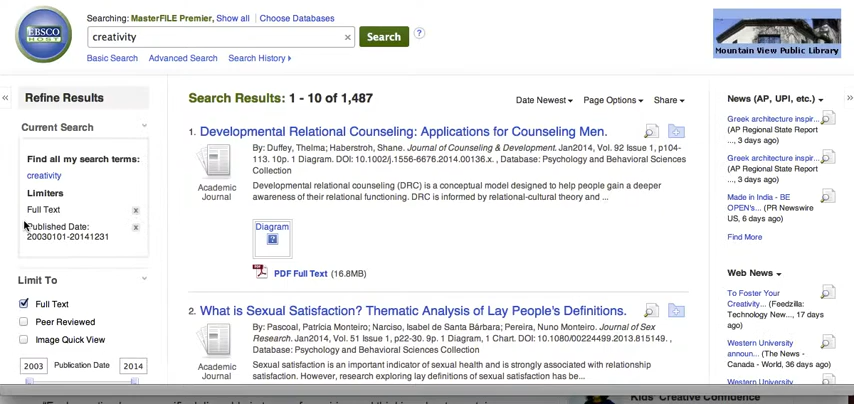 Searching: MasterFILE Premier, Show all | Choose Databases
EBSCO
HOST
creativity
Search
Basic Search Advanced Search Search History
Mountain View Public Library
Refine Results
Current Search
Find all my search terms:
creativity
Limiters
Full Text
Published Date:
20030101-20141231
Limit To
Full Text
Peer Reviewed
Image Quick View
2003 Publication Date 2014
Search Results: 1 - 10 of 1,487
Date Newest Page Options Share
1. Developmental Relational Counseling: Applications for Counseling Men.
Academic
Journal
By: Duffey, Thelma; Haberstroh, Shane. Journal of Counseling & Development. Jan2014, Vol. 92 Issue 1, p104-
113. 10p. 1 Diagram. DOI: 10.1002/j.1556-6676.2014.00136.x. , Database: Psychology and Behavioral Sciences
Collection
Developmental relational counseling (DRC) is a conceptual model designed to help people gain a deeper
awareness of their relational functioning. DRC is informed by relational-cultural theory and ...
Diagram
PDF Full Text (16.8MB)
2. What is Sexual Satisfaction? Thematic Analysis of Lay People's Definitions.
Academic
Journal
By: Pascoal, Patrícia Monteiro; Narciso, Isabel de Santa Bárbara; Pereira, Nuno Monteiro. Journal of Sex
Research. Jan2014, Vol. 51 Issue 1, p22-30. 9p. 1 Diagram, 1 Chart. DOI: 10.1080/00224499.2013.815149. ,
Database: Psychology and Behavioral Sciences Collection
Sexual satisfaction is an important indicator of sexual health and is strongly associated with relationship
satisfaction. However, research exploring lay definitions of sexual satisfaction has be...
News (AP, UPI, etc.)
Greek architecture inspir...
(AP Regional State Report
..., 3 days ago)
Greek architecture inspir...
(AP Regional State Report
..., 3 days ago)
Made in India - BE
OPEN's... (PR Newswire
US, 6 days ago)
Find More
Web News
To Foster Your
Creativity... (Feedzilla:
Technology New..., 17 days
ago)
Western University
announ... (The News -
Canada - World, 36 days ago)
Western University
Kids' Creative Confidence